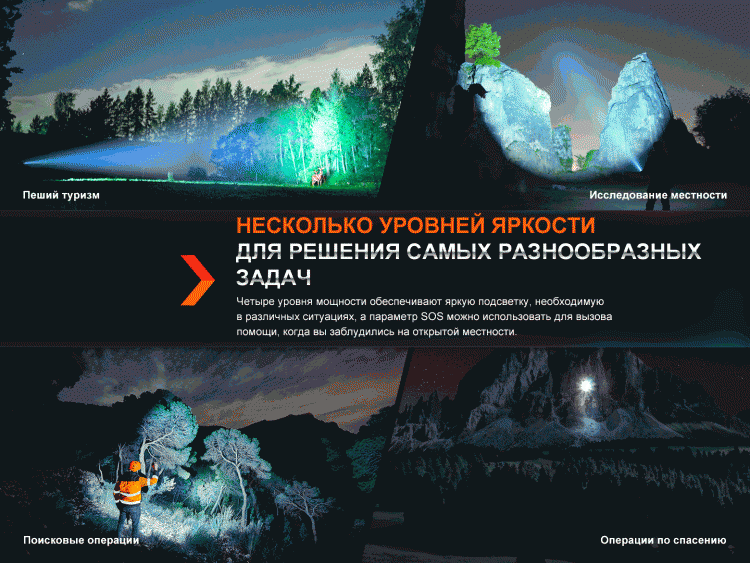 Пеший туризм
Исследование местности
НЕСКОЛЬКО УРОВНЕЙ ЯРКОСТИ
ДЛЯ РЕШЕНИЯ САМЫХ РАЗНООБРАЗНЫХ
ЗАДАЧ
Четыре уровня мощности обеспечивают яркую подсветку, необходимую
в различных ситуациях, а параметр SOS можно использовать для вызова
помощи, когда вы заблудились на открытой местности.
Поисковые операции
Операции по спасению